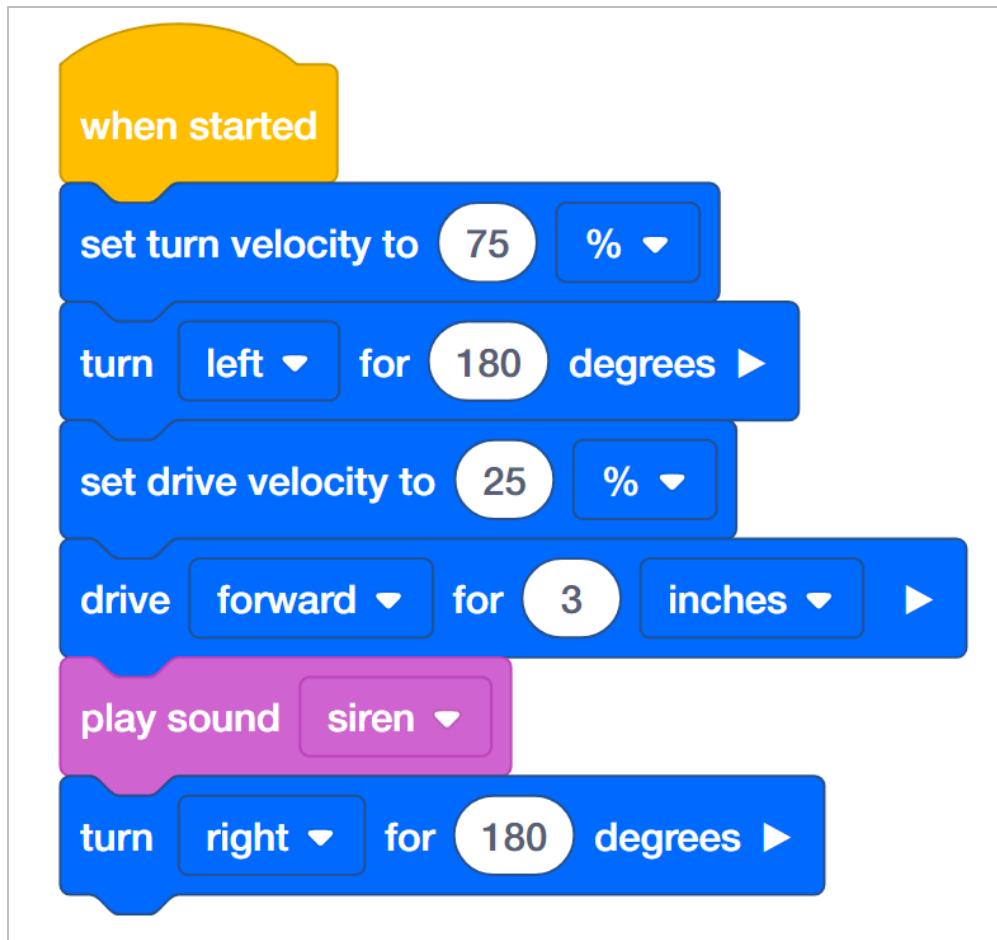 when started
set turn velocity to 75 %
turn left for 180 degrees
set drive velocity to 25 %
drive forward for 3 inches
play sound siren
turn right for 180 degrees